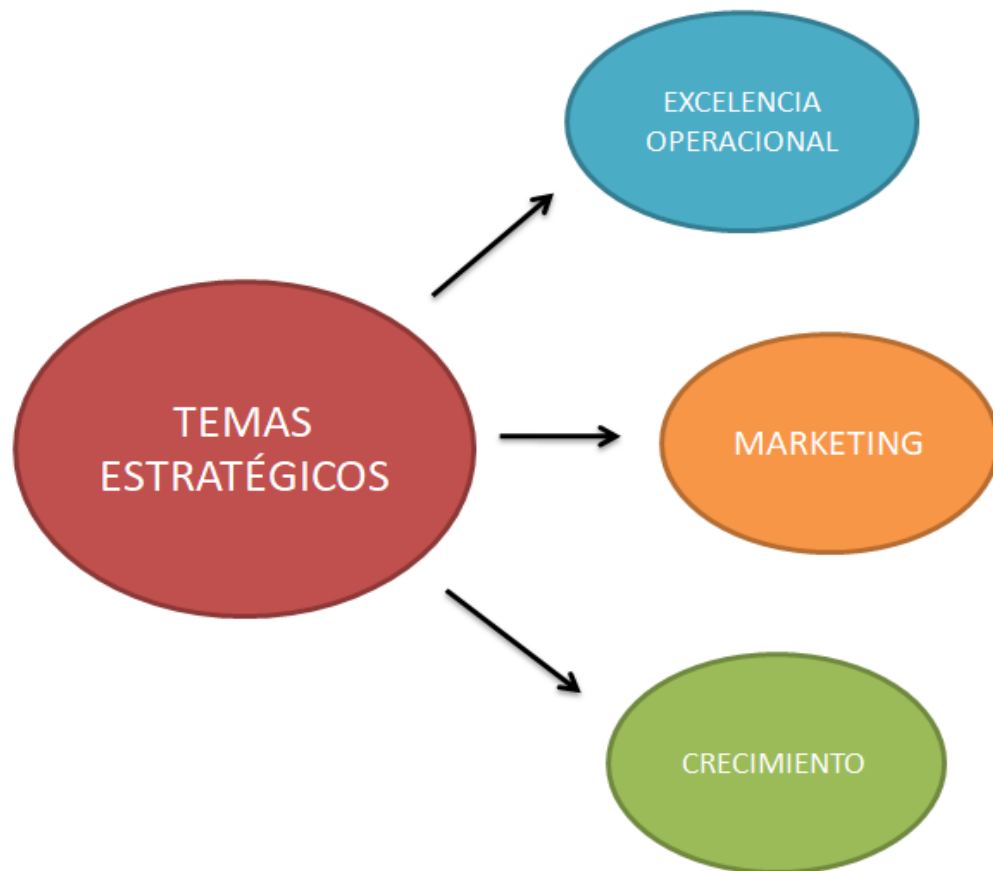 EXCELENCIA
OPERACIONAL
TEMAS
ESTRATÉGICOS
MARKETING
CRECIMIENTO